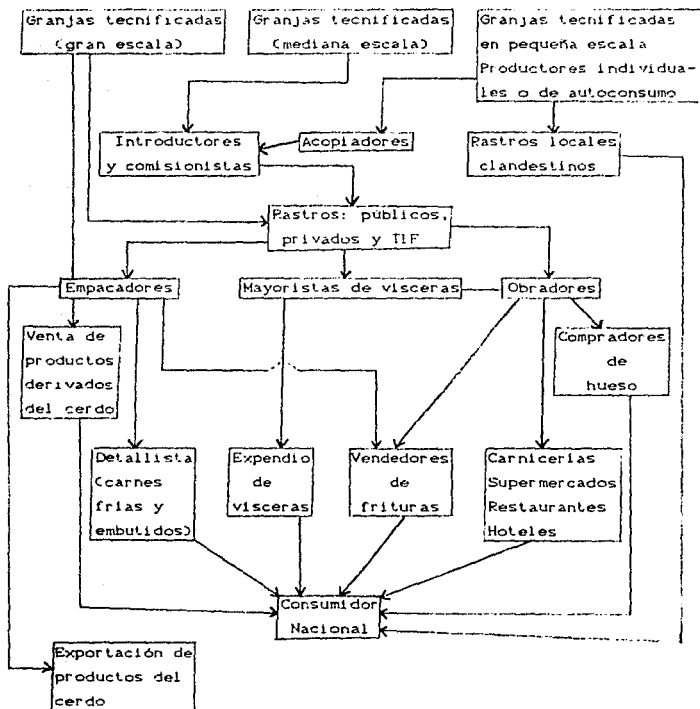 Granjas tecnificadas
(gran escala)
Granjas tecnificadas
(mediana escala)
Granjas tecnificadas
en pequeña escala
Productores individua-
les o de autoconsumo
Introductores
y comisionistas
Acopiadores
Rastros locales
clandestinos
Rastros: públicos,
privados y TIF
Empacadores
Mayoristas de visceras
Obradores
Venta de
productos
derivados
del cerdo
Compradores
de
hueso
Detallista
(carnes
frias y
embutidos)
Expendio
de
visceras
Vendedores
de
frituras
Carnicerías
Supermercados
Restaurantes
Hoteles
Consumidor
Nacional
Exportación de
productos del
cerdo